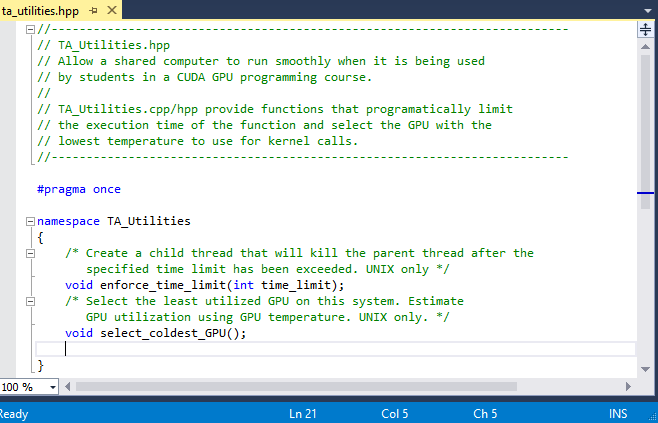 ta_utilities.hpp
//--------------------------------------------------------------------------
// TA_Utilities.hpp
// Allow a shared computer to run smoothly when it is being used
// by students in a CUDA GPU programming course.
//
// TA_Utilities.cpp/hpp provide functions that programatically limit
// the execution time of the function and select the GPU with the
// lowest temperature to use for kernel calls.
//--------------------------------------------------------------------------
#pragma once
namespace TA_Utilities
{
/* Create a child thread that will kill the parent thread after the
specified time limit has been exceeded. UNIX only */
void enforce_time_limit(int time_limit);
/* Select the least utilized GPU on this system. Estimate
GPU utilization using GPU temperature. UNIX only. */
void select_coldest_GPU();
}
100 %
Ready Ln 21 Col 5 Ch 5 INS